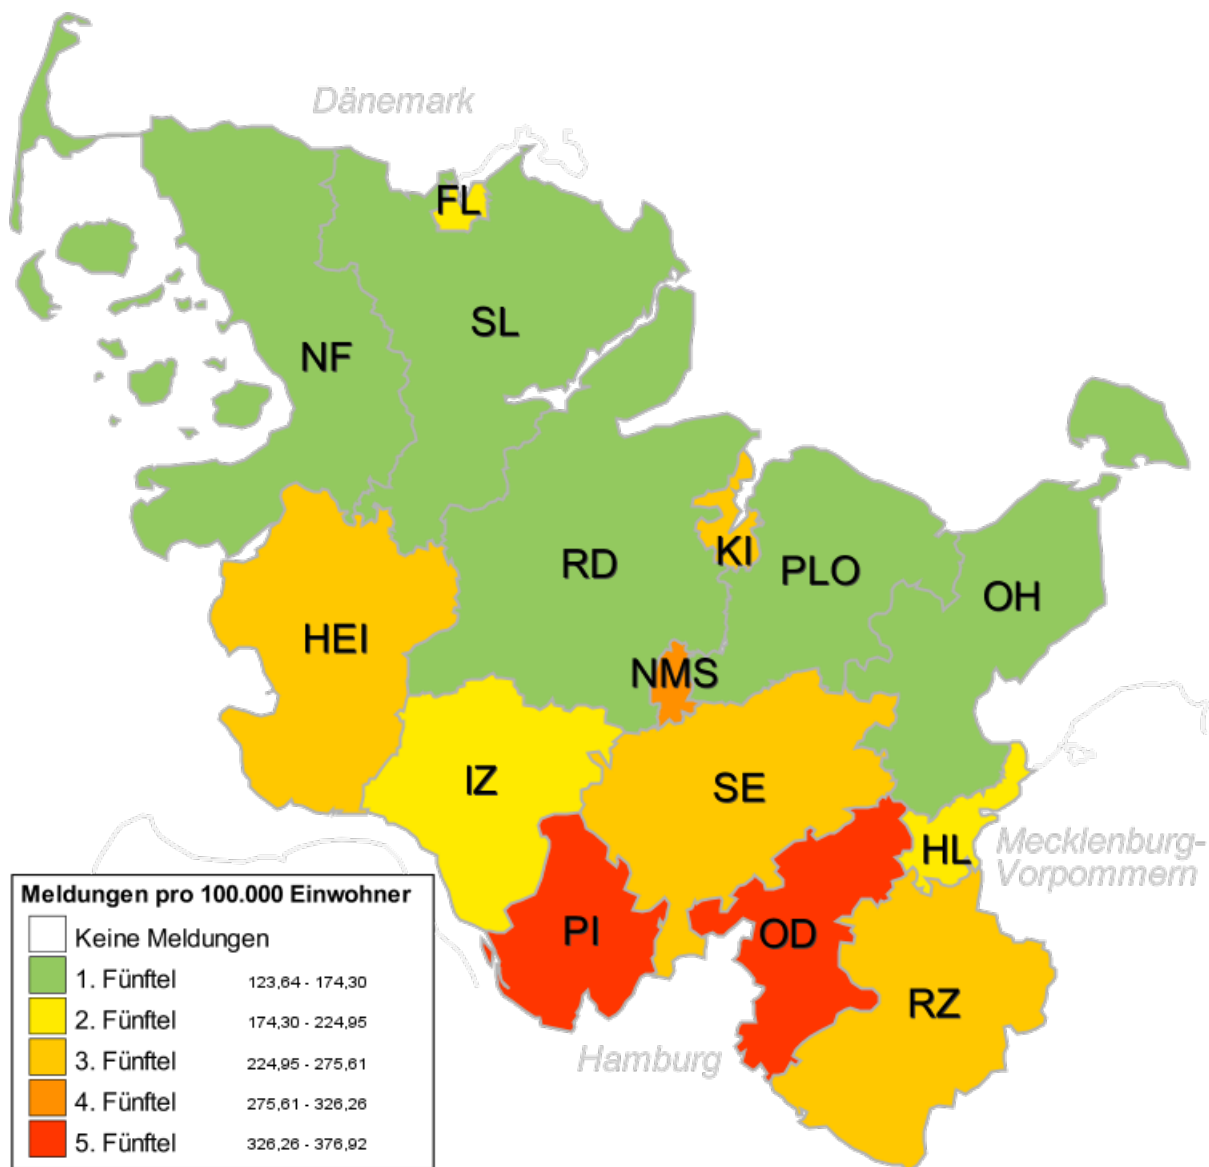 Dänemark
FL
SL
NF
RD
KI
PLO
OH
HEI
NMS
IZ
SE
HL
Mecklenburg-
Vorpommern
PI
OD
RZ
Hamburg
Meldungen pro 100.000 Einwohner
Keine Meldungen
1. Fünftel 123,64 - 174,30
2. Fünftel 174,30 - 224,95
3. Fünftel 224,95 - 275,61
4. Fünftel 275,61 - 326,26
5. Fünftel 326,26 - 376,92